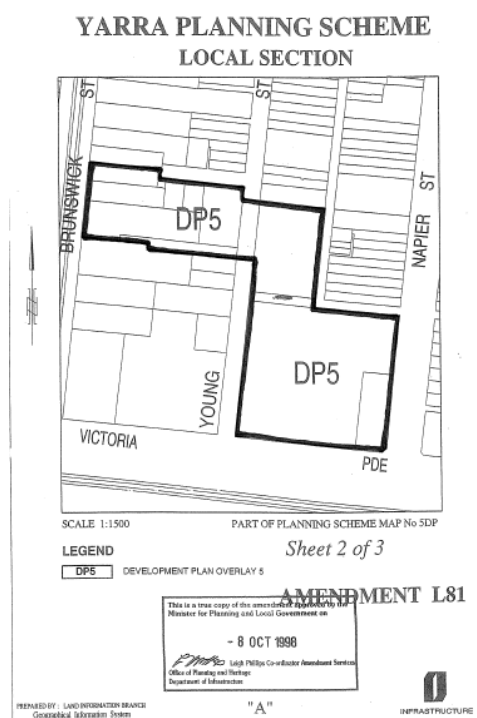 YARRA PLANNING SCHEME
LOCAL SECTION
ST
ST
BRUNSWICK
DP5
NAPIER ST
DP5
YOUNG
VICTORIA
PDE
SCALE 1:1500
PART OF PLANNING SCHEME MAP No 5DP
LEGEND
Sheet 2 of 3
DP5 DEVELOPMENT PLAN OVERLAY 5
AMENDMENT L81
This is a true copy of the amendment approved by the
Minister for Planning and Local Government on
- 8 OCT 1998
Leigh Phillips Co-ordinator Amendment Services
Office of Planning and Heritage
Department of Infrastructure
PREPARED BY : LAND INFORMATION BRANCH
Geographical Information System
"A"
INFRASTRUCTURE